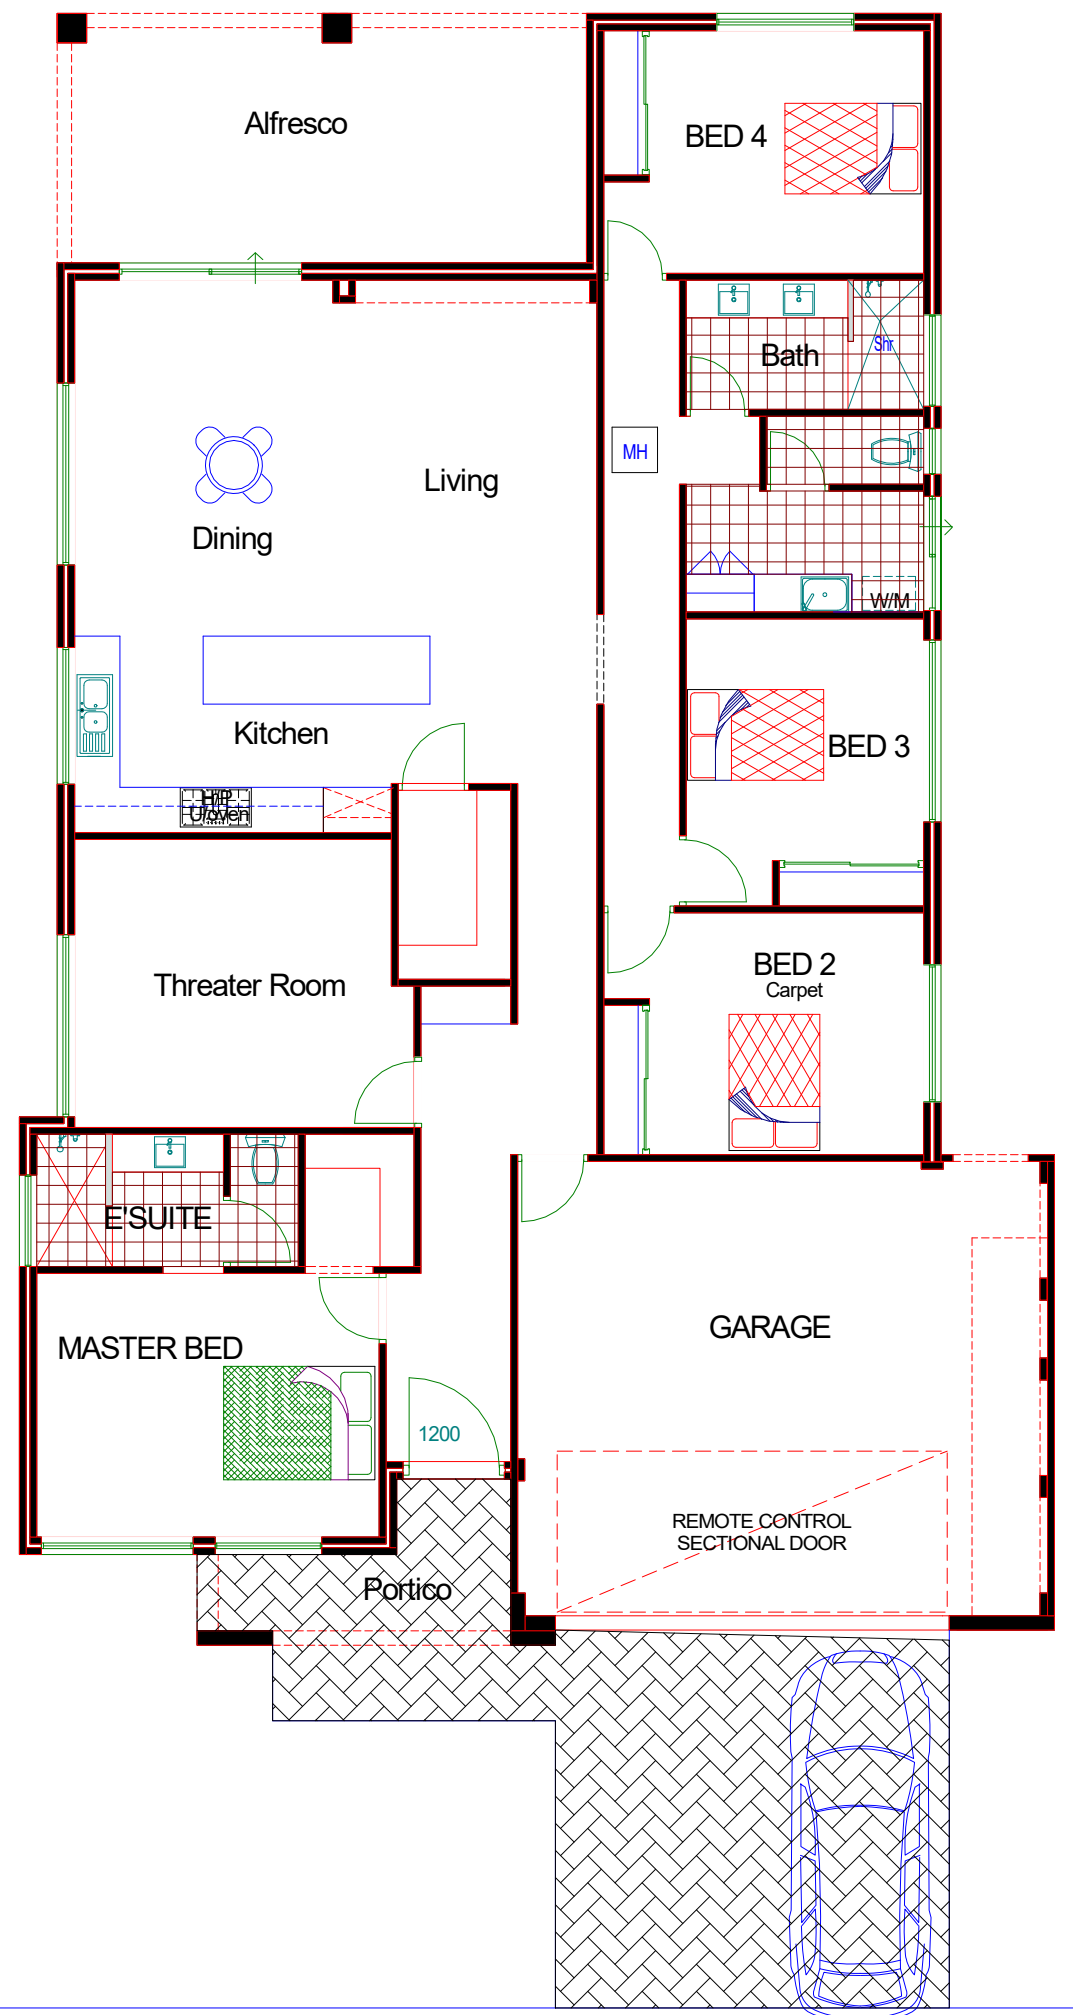 Alfresco
BED 4
Bath
Shr
MH
Living
Dining
W/M
Kitchen
BED 3
H/P
U/oven
BED 2
Carpet
Threater Room
E'SUITE
GARAGE
MASTER BED
1200
REMOTE CONTROL
SECTIONAL DOOR
Portico